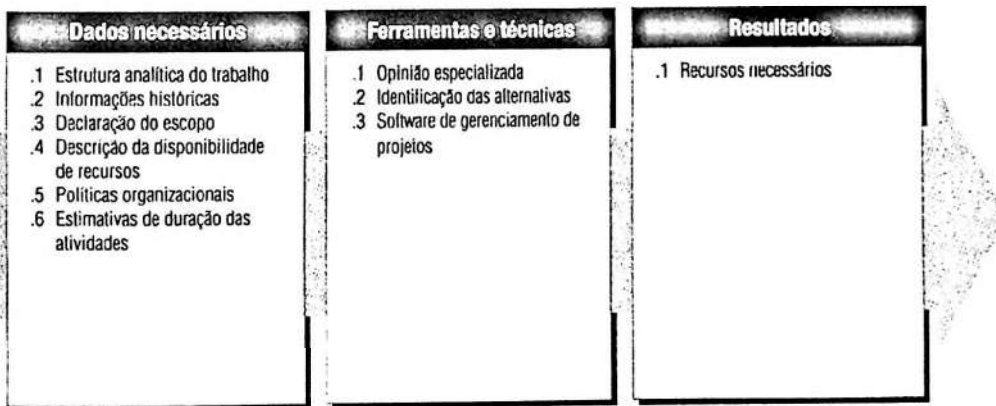 Dados necessários
.1 Estrutura analítica do trabalho
.2 Informações históricas
.3 Declaração do escopo
.4 Descrição da disponibilidade
de recursos
.5 Políticas organizacionais
.6 Estimativas de duração das
atividades
Ferramentas e técnicas
.1 Opinião especializada
.2 Identificação das alternativas
.3 Software de gerenciamento de
projetos
Resultados
.1 Recursos necessários